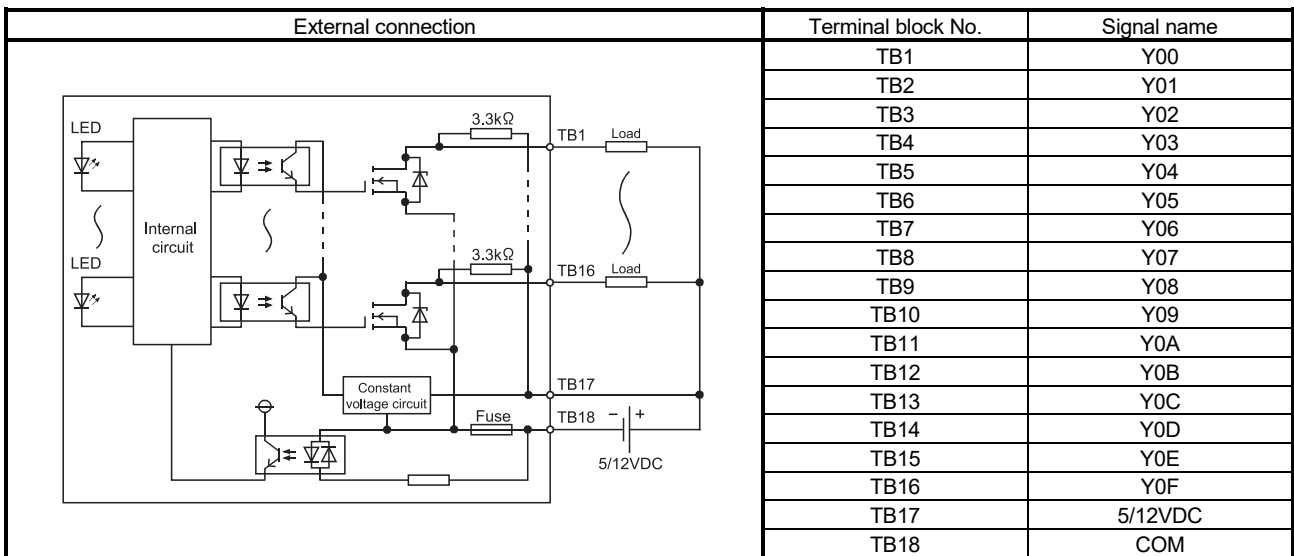 External connection
Terminal block No.
Signal name
TB1 Y00
TB2 Y01
TB3 Y02
TB4 Y03
TB5 Y04
TB6 Y05
TB7 Y06
TB8 Y07
TB9 Y08
TB10 Y09
TB11 Y0A
TB12 Y0B
TB13 Y0C
TB14 Y0D
TB15 Y0E
TB16 Y0F
TB17 5/12VDC
TB18 COM
LED
3.3kΩ
TB1
Load
Internal
circuit
LED
3.3kΩ
TB16
Load
Constant
voltage circuit
TB17
Fuse
TB18
− +
5/12VDC